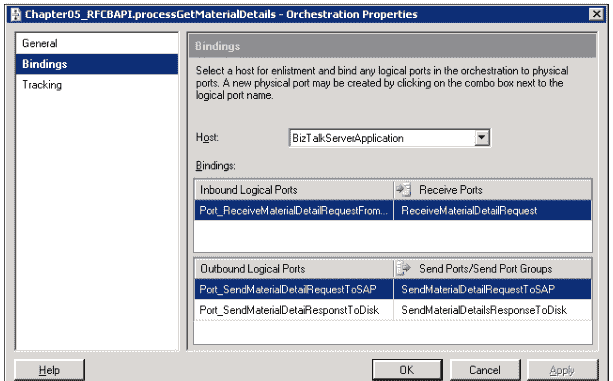 Chapter05_RFCBAPI.processGetMaterialDetails - Orchestration Properties
General
Bindings
Tracking
Bindings
Select a host for enlistment and bind any logical ports in the orchestration to physical
ports. A new physical port may be created by clicking on the combo box next to the
logical port name.
Host: BizTalkServerApplication
Bindings:
Inbound Logical Ports Receive Ports
Port_ReceiveMaterialDetailRequestFrom... ReceiveMaterialDetailRequest
Outbound Logical Ports Send Ports/Send Port Groups
Port_SendMaterialDetailRequestToSAP SendMaterialDetailRequestToSAP
Port_SendMaterialDetailResponstToDisk SendMaterialDetailsResponseToDisk
Help OK Cancel Apply